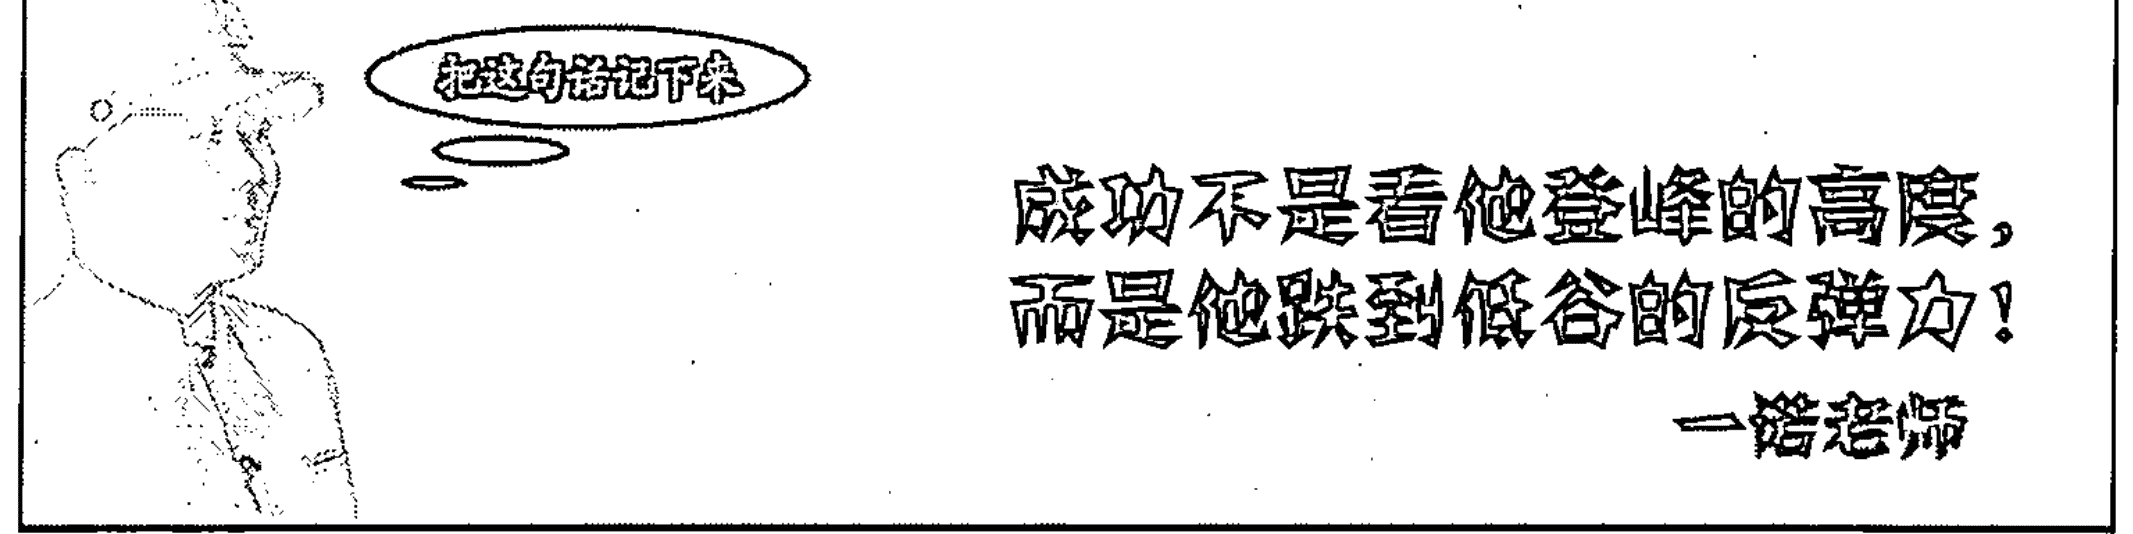 把这句话记下来
成功不是看他登峰的高度，
而是他跌到低谷的反弹力！
一诺老师